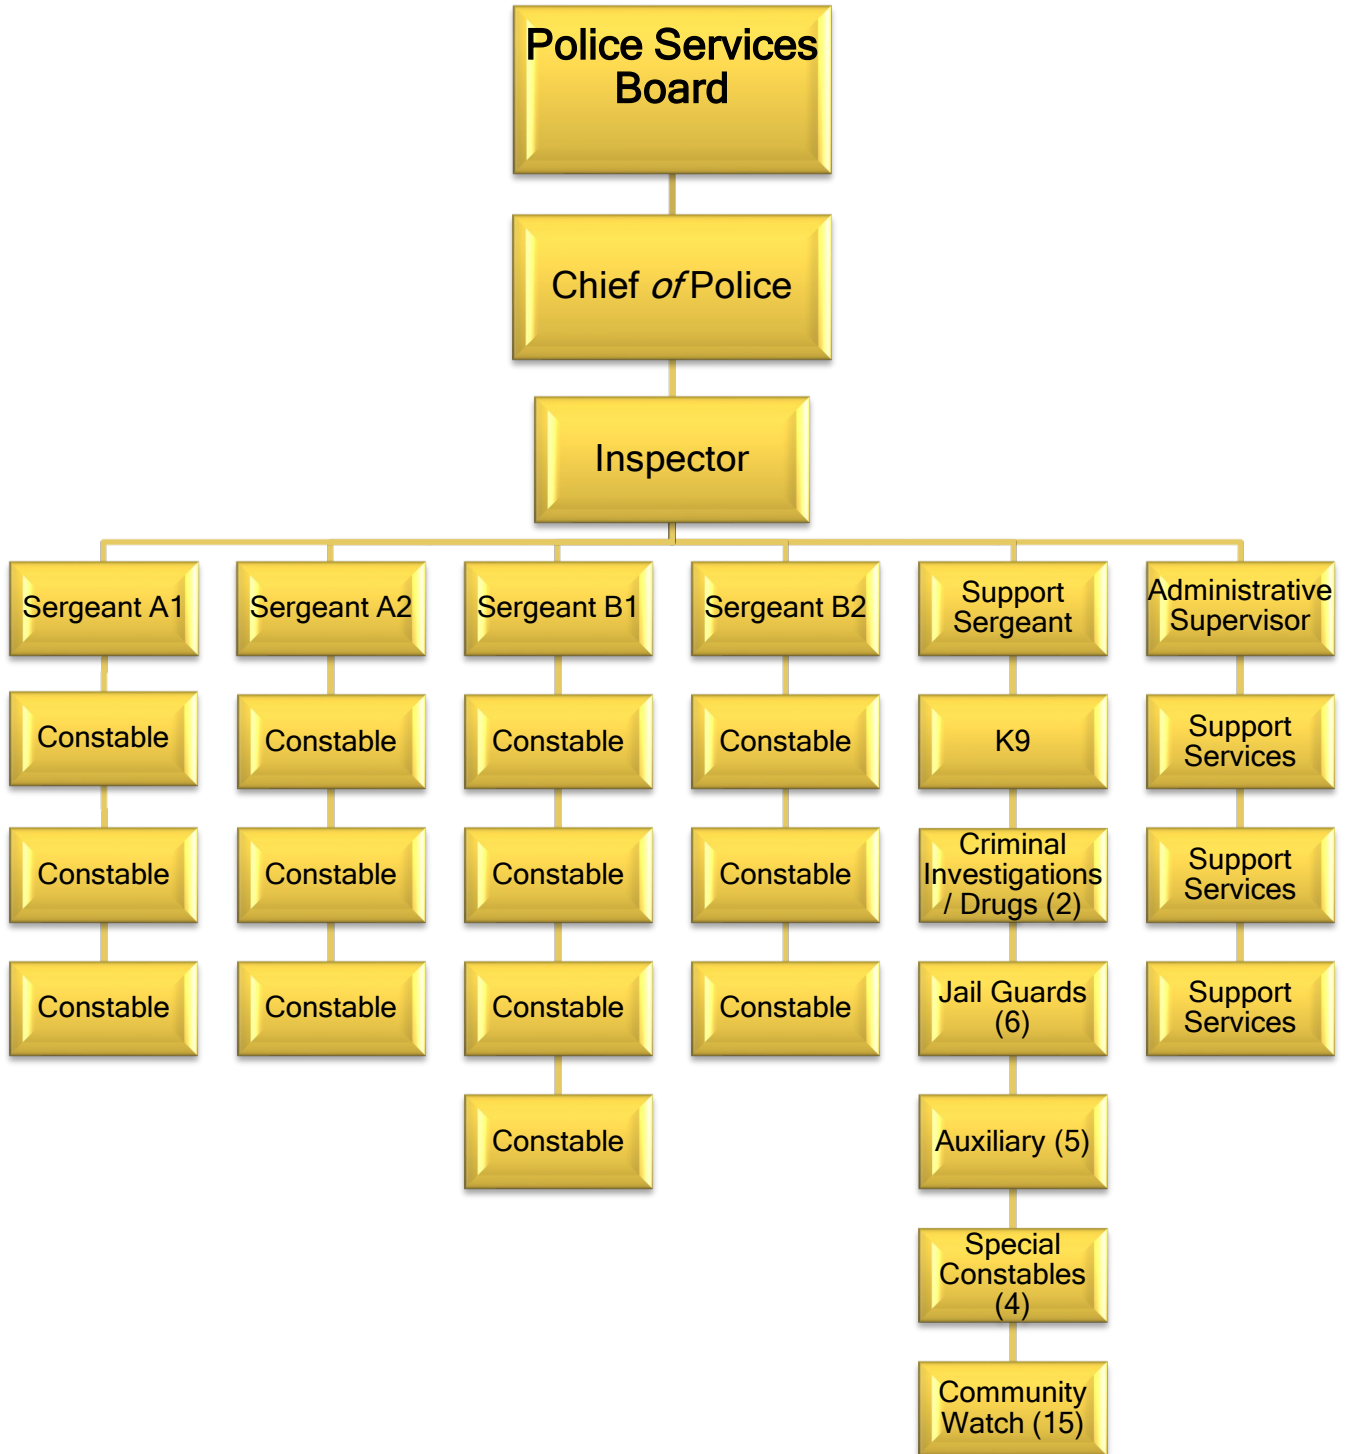 Police Services
Board
Chief of Police
Inspector
Sergeant A1
Sergeant A2
Sergeant B1
Sergeant B2
Support
Sergeant
Administrative
Supervisor
Constable
Constable
Constable
Constable
K9
Support
Services
Constable
Constable
Constable
Constable
Criminal
Investigations
/ Drugs (2)
Support
Services
Constable
Constable
Constable
Constable
Jail Guards
(6)
Support
Services
Constable
Auxiliary (5)
Special
Constables
(4)
Community
Watch (15)